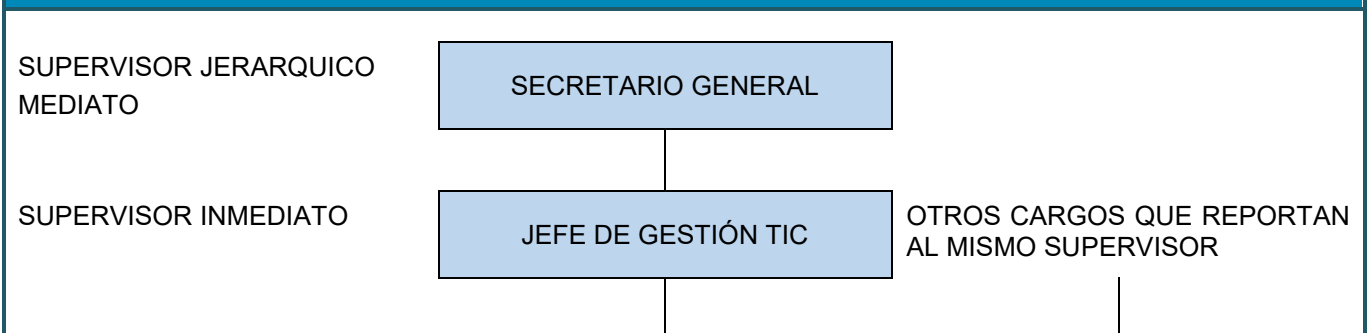 SUPERVISOR JERARQUICO
MEDIATO
SECRETARIO GENERAL
SUPERVISOR INMEDIATO
JEFE DE GESTIÓN TIC
OTROS CARGOS QUE REPORTAN
AL MISMO SUPERVISOR